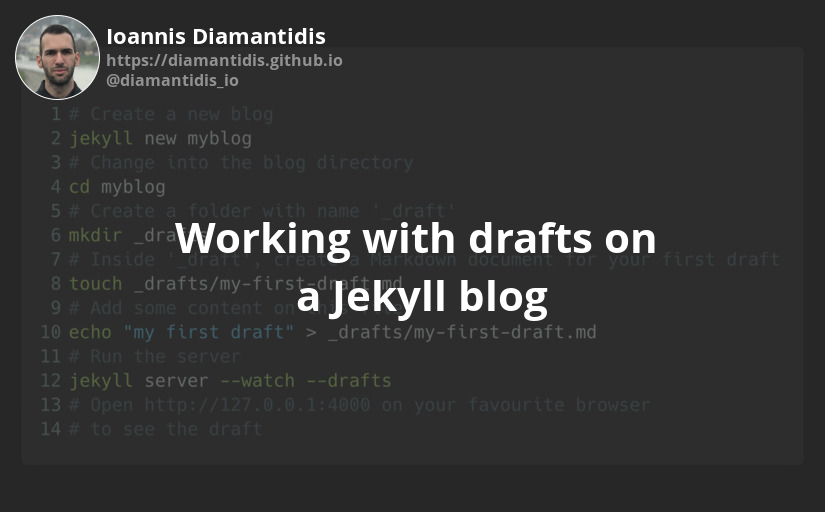 Ioannis Diamantidis
https://diamantidis.github.io
@diamantidis_io
1 # Create a new blog
2 jekyll new myblog
3 # Change into the blog directory
4 cd myblog
5 # Create a folder with name '_draft'
6 mkdir _drafts
Working with drafts on
7 # Inside '_draft', create a Markdown document for your first draft
8 touch _drafts/my-first-draft.md
a Jekyll blog
9 # Add some content on
10 echo "my first draft" > _drafts/my-first-draft.md
11 # Run the server
12 jekyll server --watch --drafts
13 # Open http://127.0.0.1:4000 on your favourite browser
14 # to see the draft